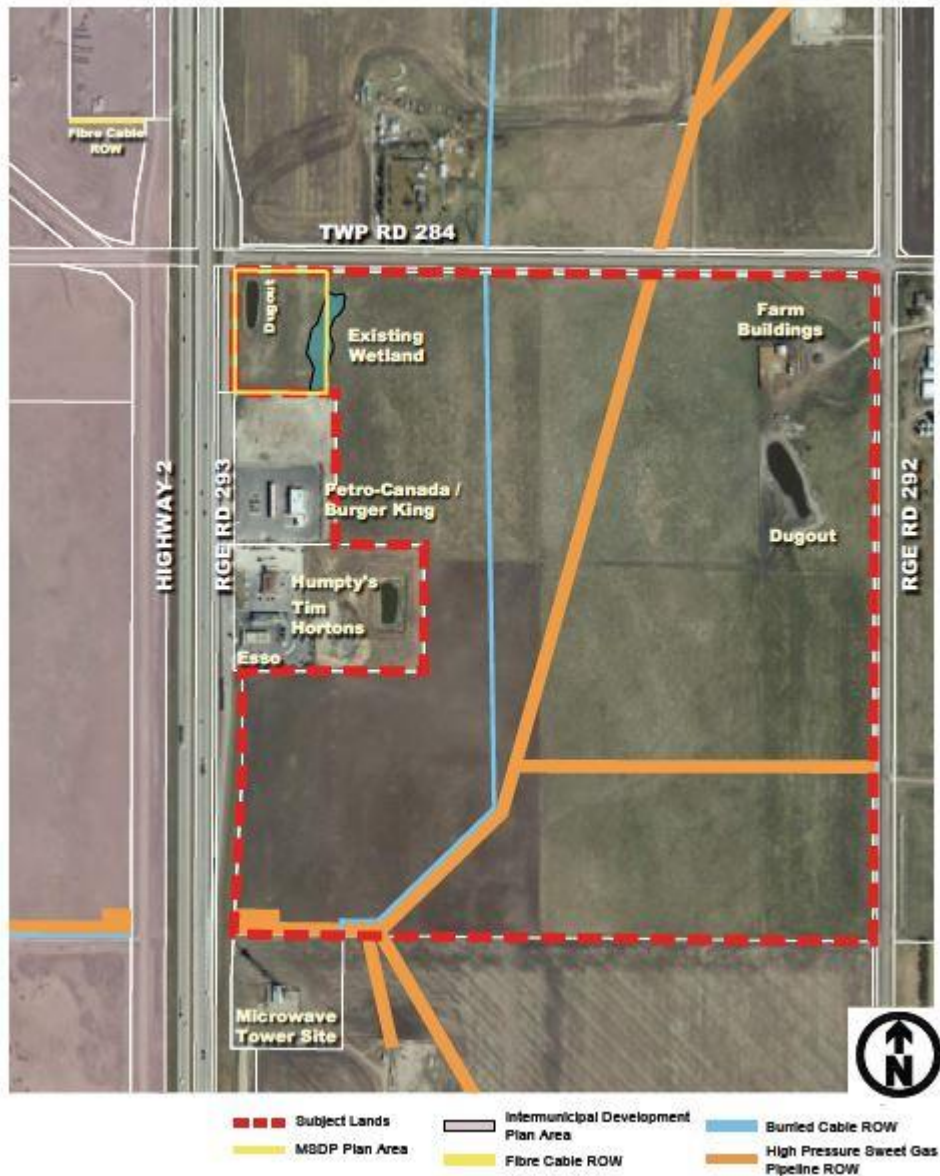 Fibre Cable
ROW
TWP RD 284
Dugout
Existing
Wetland
Farm
Buildings
HIGHWAY 2
RGE RD 293
Petro-Canada /
Burger King
Dugout
RGE RD 292
Humpty's
Tim
Hortons
Esso
Microwave
Tower Site
N
Subject Lands
MSDP Plan Area
Intermunicipal Development
Plan Area
Fibre Cable ROW
Burried Cable ROW
High Pressure Sweet Gas
Pipeline ROW